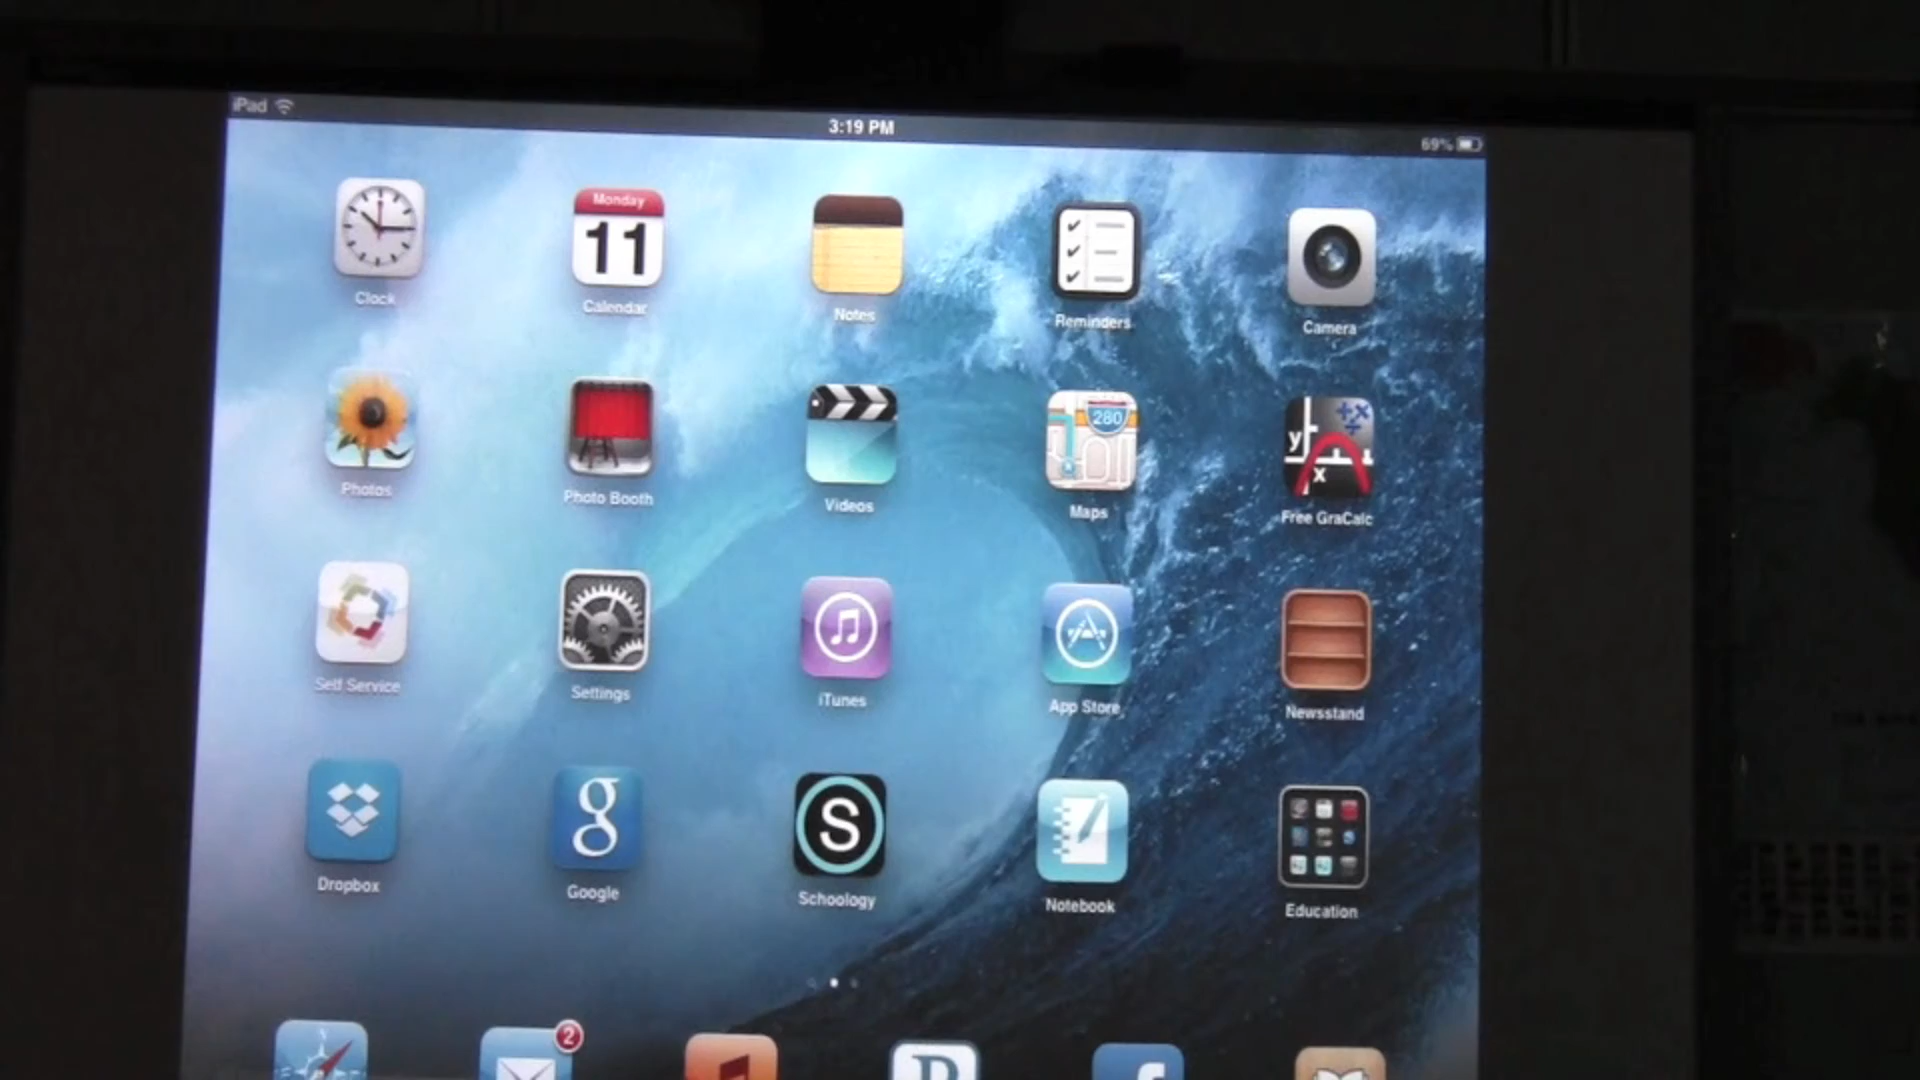 iPad
3:19 PM
69%
Monday
11
Clock
Calendar
Notes
Reminders
Camera
280
y
x
Photos
Photo Booth
Videos
Maps
Free GraCalc
Self Service
Settings
iTunes
App Store
Newsstand
g
S
Dropbox
Google
Schoology
Notebook
Education
2
P
f